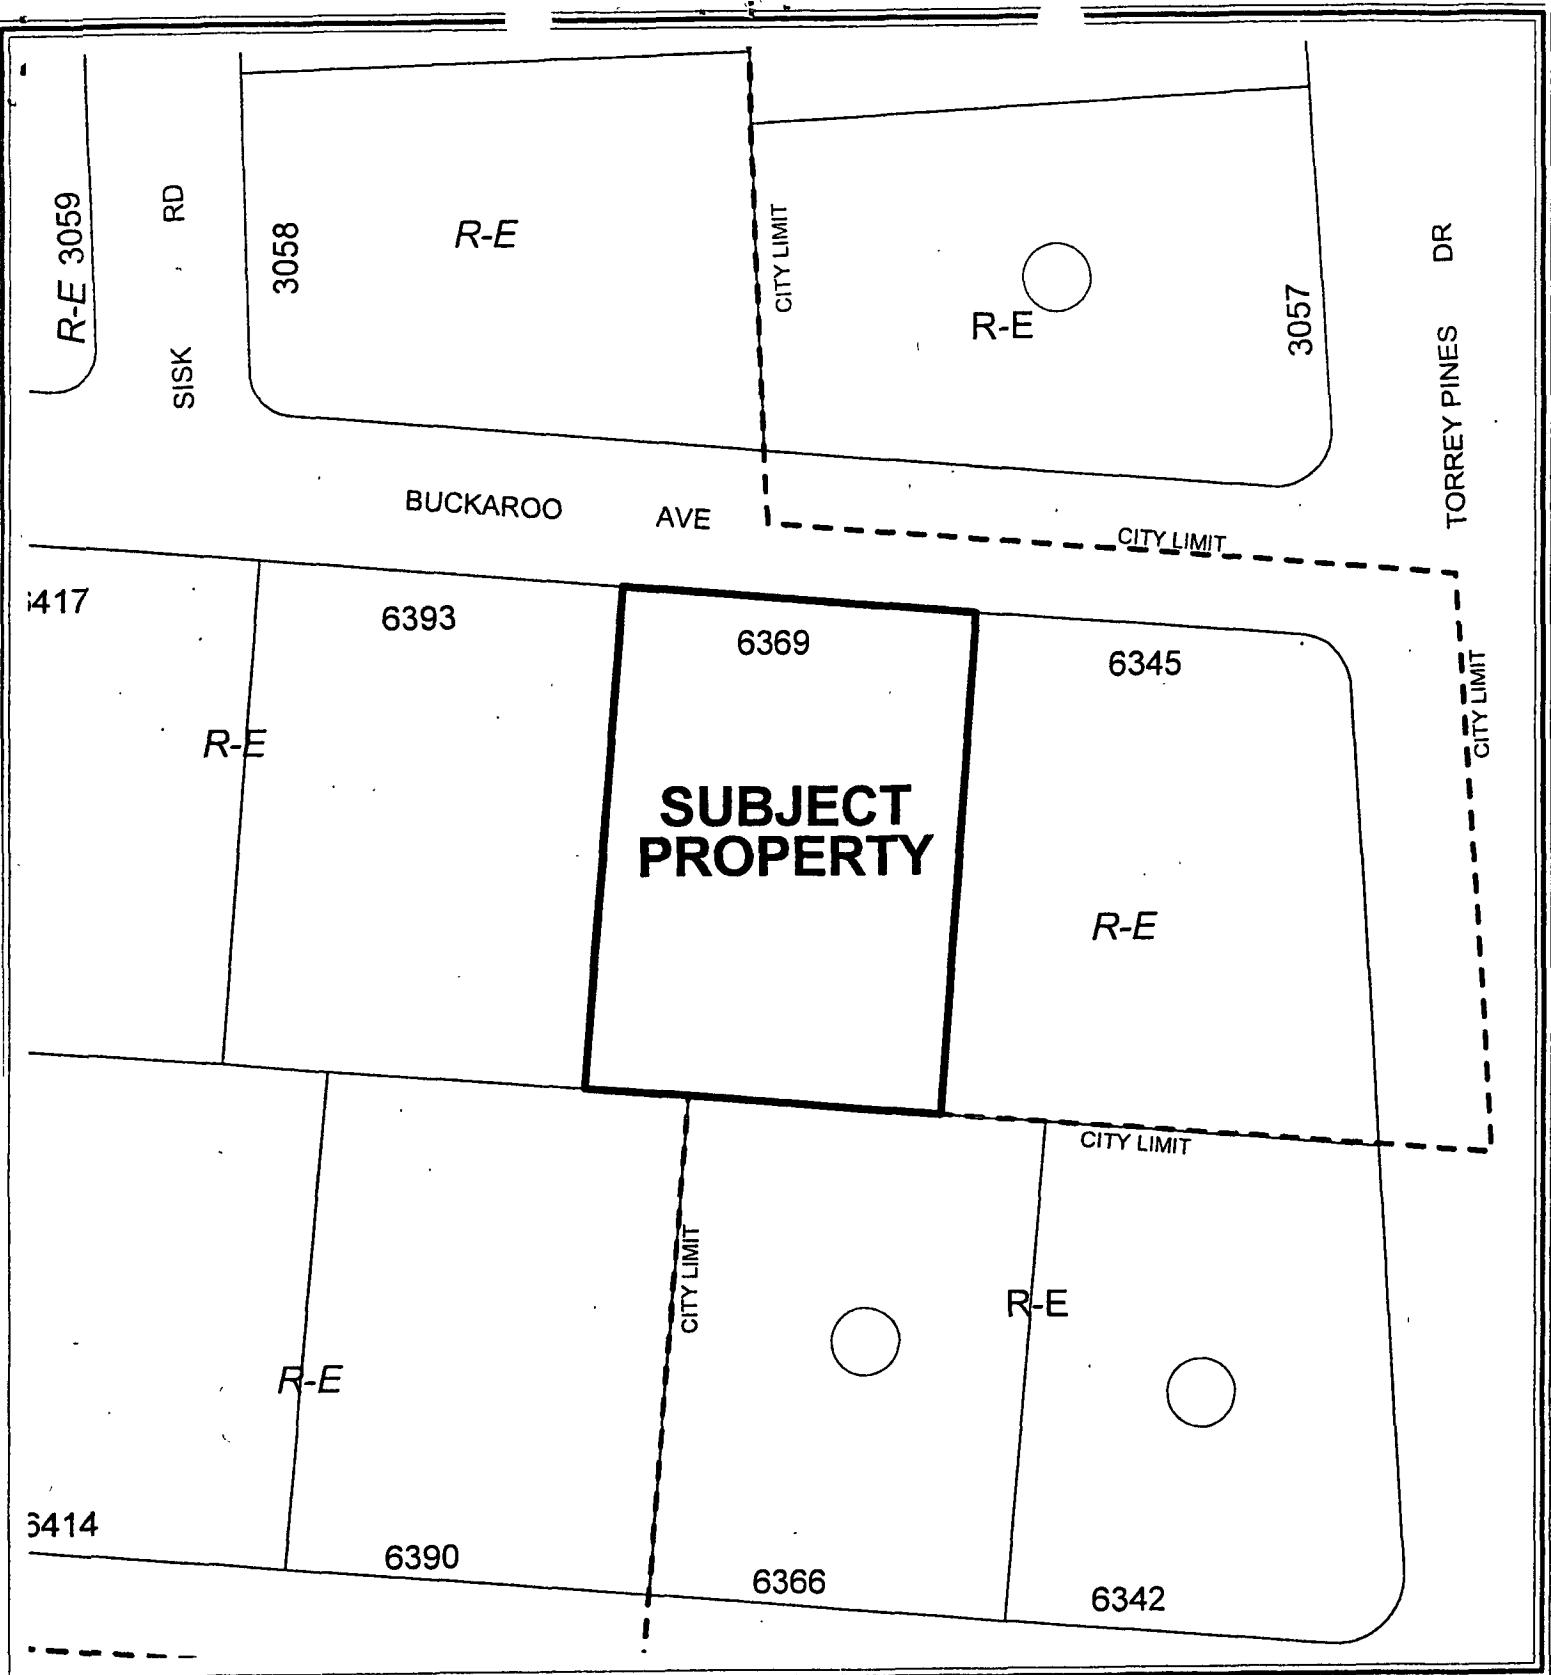 R-E 3059
SISK RD
3058
R-E
CITY LIMIT
R-E
3057
TORREY PINES DR
BUCKAROO AVE
CITY LIMIT
6393
6369
6345
CITY LIMIT
R-E
SUBJECT
PROPERTY
R-E
CITY LIMIT
CITY LIMIT
R-E
R-E
6390
6366
6342